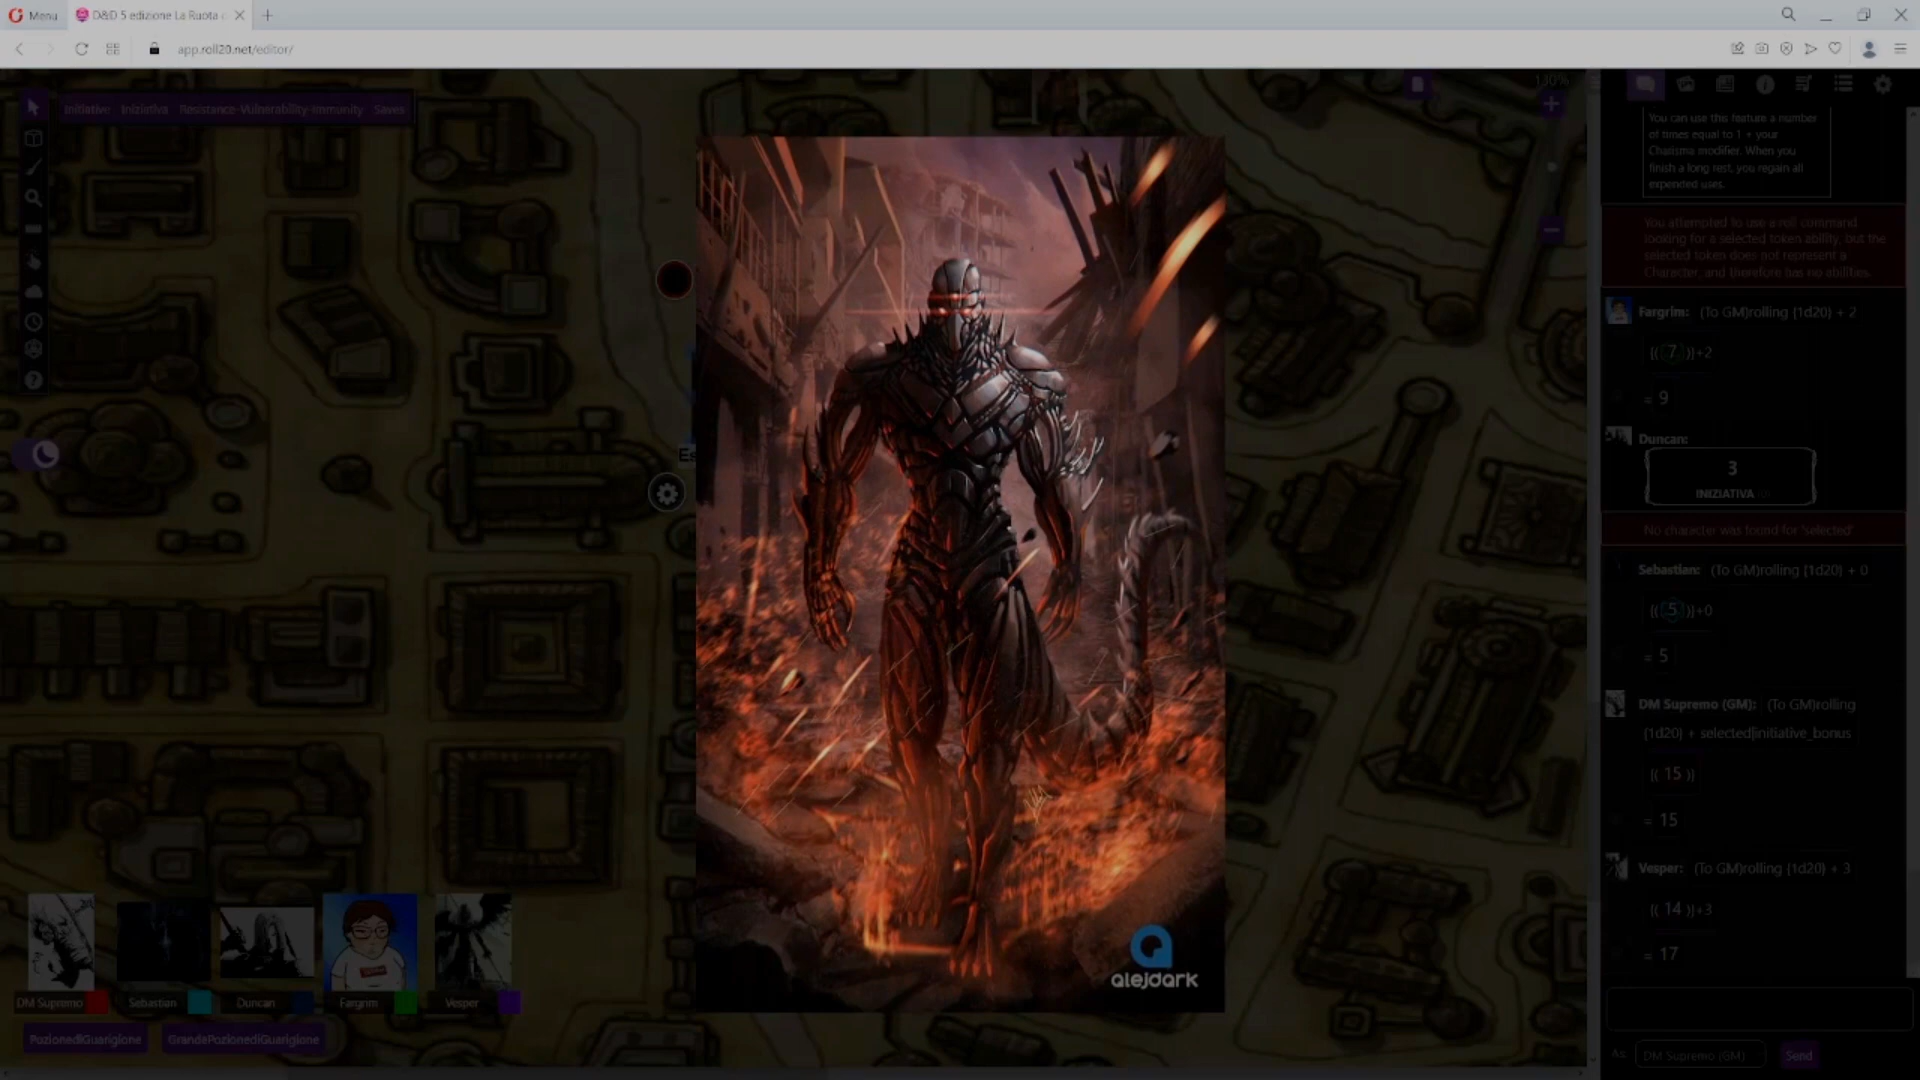 Menu
D&D 5 edizione La Ruota
app.roll20.net/editor/
Initiative Iniziativa Resistance-Vulnerability-Immunity Saves
110%
You can use this feature a number
of times equal to 1 + your
Charisma modifier. When you
finish a long rest, you regain all
expended uses.
You attempted to use a roll command
looking for a selected token ability, but the
selected token does not represent a
Character, and therefore has no abilities.
Fargrim: (To GM)rolling {1d20} + 2
{(( 7 ))+2
= 9
Duncan:
3
INIZIATIVA (0)
No character was found for 'selected'
Sebastian: (To GM)rolling {1d20} + 0
{(( 5 ))+0
= 5
DM Supremo (GM): (To GM)rolling
{1d20} + selected|initiative_bonus
{( 15 )}
= 15
Vesper: (To GM)rolling {1d20} + 3
{( 14 )}+3
= 17
Es
alejdark
DM Supremo Sebastian Duncan Fargrim Vesper
PozionediGuarigione GrandePozionediGuarigione
As: DM Supremo (GM) Send